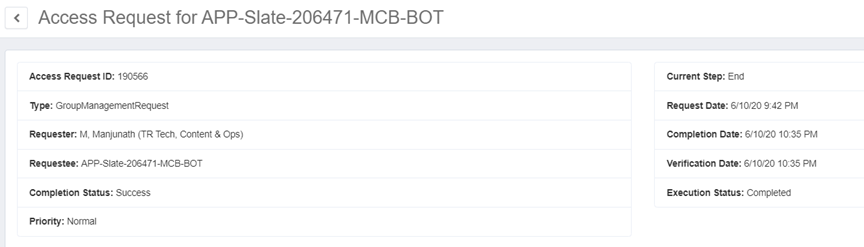 Access Request for APP-Slate-206471-MCB-BOT
Access Request ID: 190566
Type: GroupManagementRequest
Requester: M, Manjunath (TR Tech, Content & Ops)
Requestee: APP-Slate-206471-MCB-BOT
Completion Status: Success
Priority: Normal
Current Step: End
Request Date: 6/10/20 9:42 PM
Completion Date: 6/10/20 10:35 PM
Verification Date: 6/10/20 10:35 PM
Execution Status: Completed